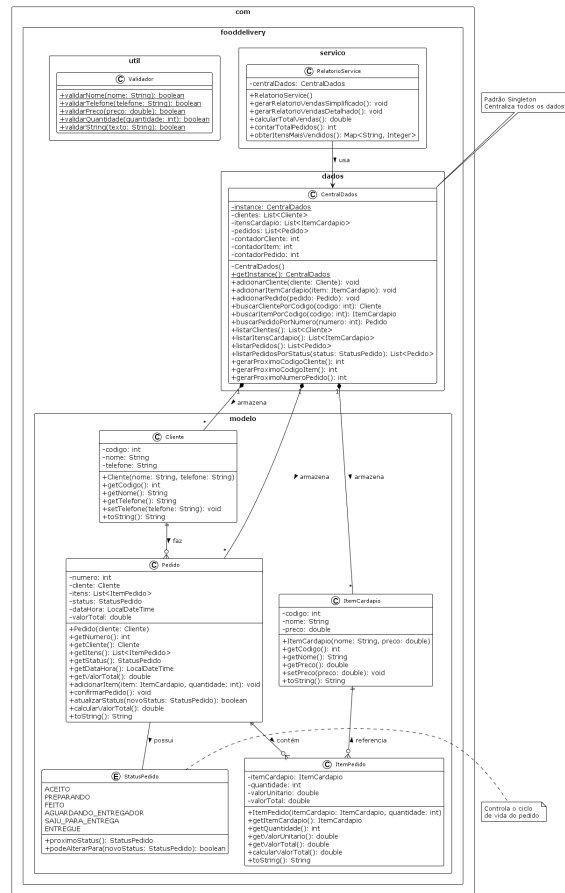 com
fooddelivery
util
C Validador
+validarNome(nome: String): boolean
+validarTelefone(telefone: String): boolean
+validarPreco(preco: double): boolean
+validarQuantidade(quantidade: int): boolean
+validarString(texto: String): boolean
servico
C RelatorioService
-centralDados: CentralDados
+RelatorioService()
+gerarRelatorioVendasSimplificado(): void
+gerarRelatorioVendasDetalhado(): void
+calcularTotalVendas(): double
+contarTotalPedidos(): int
+obterItensMaisVendidos(): Map<String, Integer>
Padrão Singleton
Centraliza todos os dados
usa
dados
C CentralDados
-instance: CentralDados
-clientes: List<Cliente>
-itensCardapio: List<ItemCardapio>
-pedidos: List<Pedido>
-contadorCliente: int
-contadorItem: int
-contadorPedido: int
-CentralDados()
+getInstance(): CentralDados
+adicionarCliente(cliente: Cliente): void
+adicionarItemCardapio(item: ItemCardapio): void
+adicionarPedido(pedido: Pedido): void
+buscarClientePorCodigo(codigo: int): Cliente
+buscarItemPorCodigo(codigo: int): ItemCardapio
+buscarPedidoPorNumero(numero: int): Pedido
+listarClientes(): List<Cliente>
+listarItensCardapio(): List<ItemCardapio>
+listarPedidos(): List<Pedido>
+listarPedidosPorStatus(status: StatusPedido): List<Pedido>
+gerarProximoCodigoCliente(): int
+gerarProximoCodigoItem(): int
+gerarProximoNumeroPedido(): int
1 1 1
armazena
modelo
*
C Cliente
-codigo: int
-nome: String
-telefone: String
+Cliente(nome: String, telefone: String)
+getCodigo(): int
+getNome(): String
+getTelefone(): String
+setTelefone(telefone: String): void
+toString(): String
armazena armazena
faz
* *
C Pedido
-numero: int
-cliente: Cliente
-itens: List<ItemPedido>
-status: StatusPedido
-dataHora: LocalDateTime
-valorTotal: double
+Pedido(cliente: Cliente)
+getNumero(): int
+getCliente(): Cliente
+getItens(): List<ItemPedido>
+getStatus(): StatusPedido
+getDataHora(): LocalDateTime
+getValorTotal(): double
+adicionarItem(item: ItemCardapio, quantidade: int): void
+confirmarPedido(): void
+atualizarStatus(novoStatus: StatusPedido): boolean
+calcularValorTotal(): double
+toString(): String
C ItemCardapio
-codigo: int
-nome: String
-preco: double
+ItemCardapio(nome: String, preco: double)
+getCodigo(): int
+getNome(): String
+getPreco(): double
+setPreco(preco: double): void
+toString(): String
possui
contém
referencia
E StatusPedido
ACEITO
PREPARANDO
FEITO
AGUARDANDO_ENTREGADOR
SAIU_PARA_ENTREGA
ENTREGUE
+proximoStatus(): StatusPedido
+podeAlterarPara(novoStatus: StatusPedido): boolean
C ItemPedido
-itemCardapio: ItemCardapio
-quantidade: int
-valorUnitario: double
-valorTotal: double
+ItemPedido(itemCardapio: ItemCardapio, quantidade: int)
+getItemCardapio(): ItemCardapio
+getQuantidade(): int
+getValorUnitario(): double
+getValorTotal(): double
+calcularValorTotal(): double
+toString(): String
Controla o ciclo
de vida do pedido